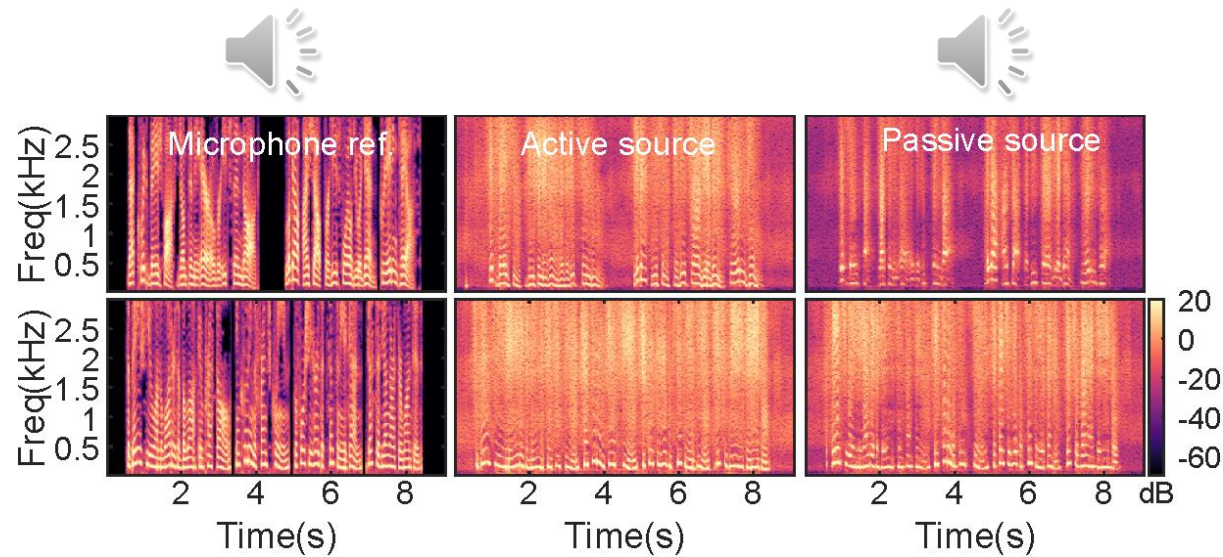 Microphone ref.
Active source
Passive source
Freq(kHz)
2.5
2
1.5
1
0.5
Freq(kHz)
2.5
2
1.5
1
0.5
20
0
-20
-40
-60
dB
2 4 6 8
2 4 6 8
2 4 6 8
Time(s)
Time(s)
Time(s)